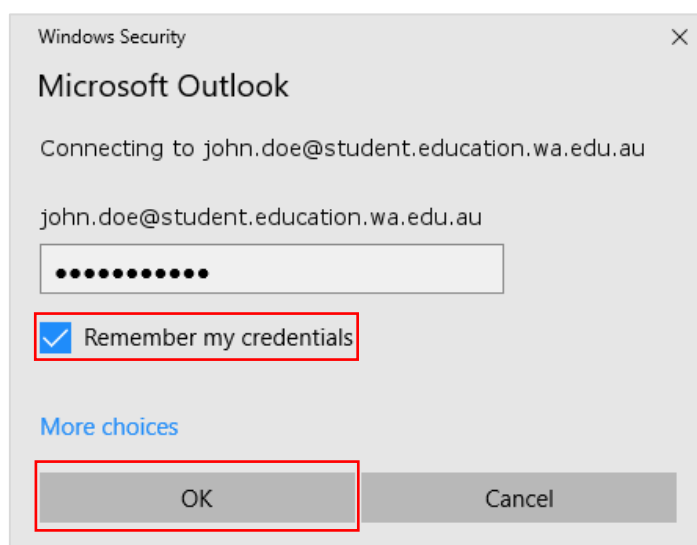 Windows Security
Microsoft Outlook
Connecting to john.doe@student.education.wa.edu.au
john.doe@student.education.wa.edu.au
●●●●●●●●●●●
Remember my credentials
More choices
OK
Cancel